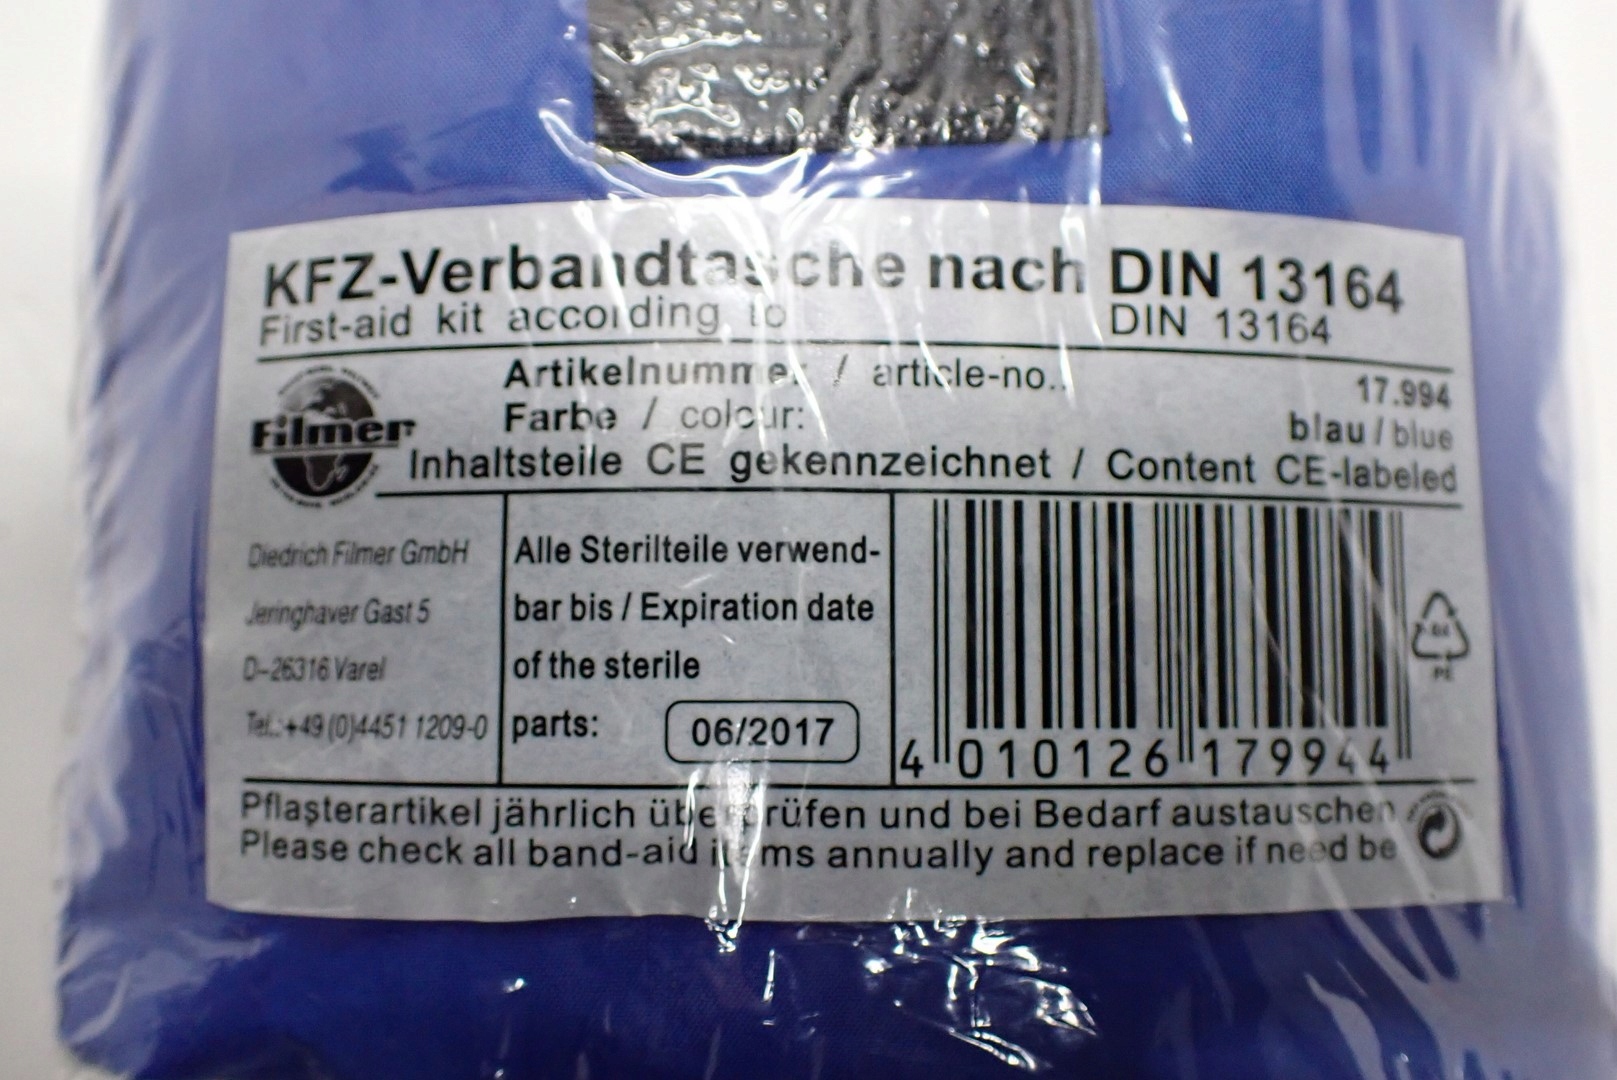 KFZ-Verbandtasche nach DIN 13164
First-aid kit according to DIN 13164
Filmer
Artikelnummer / article-no.: 17.994
Farbe / colour: blau / blue
Inhaltsteile CE gekennzeichnet / Content CE-labeled
Diedrich Filmer GmbH
Jeringhaver Gast 5
D-26316 Varel
Tel.:+49 (0)4451 1209-0
Alle Sterilteile verwend-
bar bis / Expiration date
of the sterile
parts: 06/2017
4 010126 179944
PE
Pflasterartikel jährlich überprüfen und bei Bedarf austauschen
Please check all band-aid items annually and replace if need be